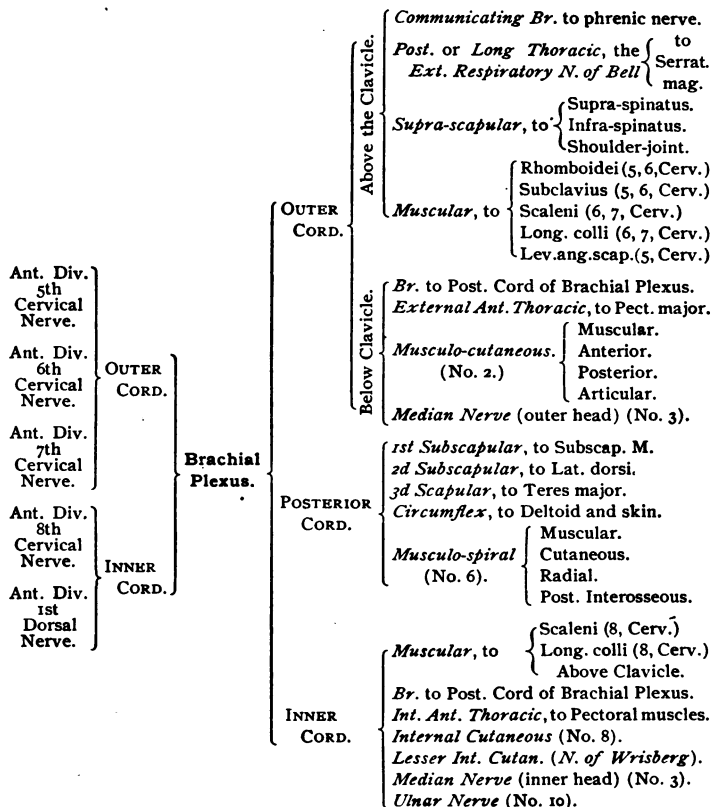 Ant. Div.
5th
Cervical
Nerve.
Ant. Div.
6th
Cervical
Nerve.
Ant. Div.
7th
Cervical
Nerve.
Ant. Div.
8th
Cervical
Nerve.
Ant. Div.
1st
Dorsal
Nerve.
OUTER
CORD.
INNER
CORD.
Brachial
Plexus.
OUTER
CORD.
Above the Clavicle.
Communicating Br. to phrenic nerve.
Post. or Long Thoracic, the
Ext. Respiratory N. of Bell
to
Serrat.
mag.
Supra-scapular, to
Supra-spinatus.
Infra-spinatus.
Shoulder-joint.
Muscular, to
Rhomboidei (5, 6, Cerv.)
Subclavius (5, 6, Cerv.)
Scaleni (6, 7, Cerv.)
Long. colli (6, 7, Cerv.)
Lev.ang.scap.(5, Cerv.)
Below Clavicle.
Br. to Post. Cord of Brachial Plexus.
External Ant. Thoracic, to Pect. major.
Musculo-cutaneous.
(No. 2.)
Muscular.
Anterior.
Posterior.
Articular.
Median Nerve (outer head) (No. 3).
POSTERIOR
CORD.
1st Subscapular, to Subscap. M.
2d Subscapular, to Lat. dorsi.
3d Scapular, to Teres major.
Circumflex, to Deltoid and skin.
Musculo-spiral
(No. 6).
Muscular.
Cutaneous.
Radial.
Post. Interosseous.
INNER
CORD.
Muscular, to
Scaleni (8, Cerv.)
Long. colli (8, Cerv.)
Above Clavicle.
Br. to Post. Cord of Brachial Plexus.
Int. Ant. Thoracic, to Pectoral muscles.
Internal Cutaneous (No. 8).
Lesser Int. Cutan. (N. of Wrisberg).
Median Nerve (inner head) (No. 3).
Ulnar Nerve (No. 10).